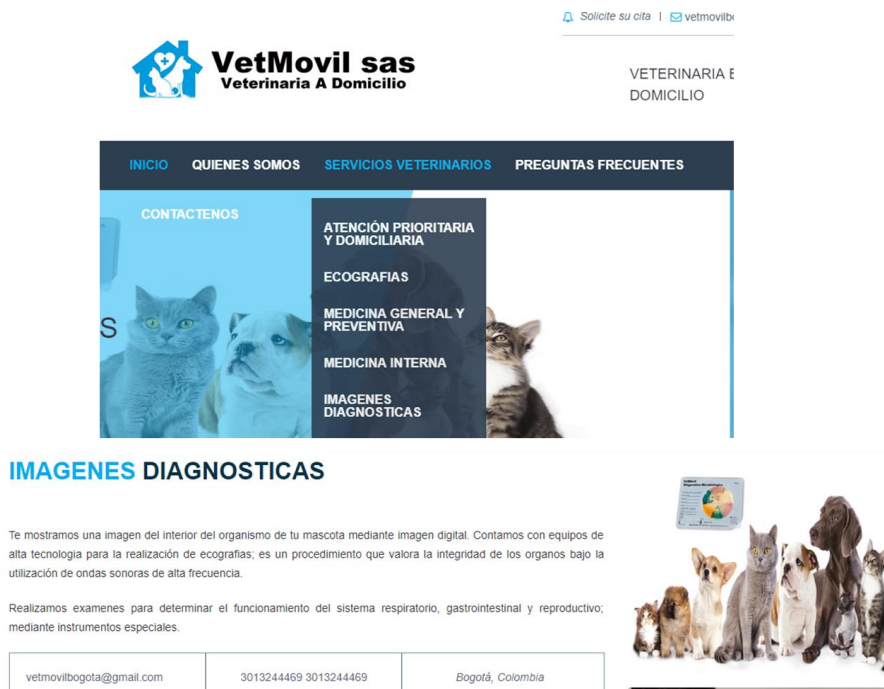 Solicite su cita |
VetMovil sas
Veterinaria A Domicilio
VETERINARIA
DOMICILIO
INICIO QUIENES SOMOS SERVICIOS VETERINARIOS PREGUNTAS FRECUENTES
CONTACTENOS
ATENCIÓN PRIORITARIA
Y DOMICILIARIA
ECOGRAFIAS
MEDICINA GENERAL Y
PREVENTIVA
MEDICINA INTERNA
IMAGENES
DIAGNOSTICAS
S
IMAGENES DIAGNOSTICAS
Te mostramos una imagen del interior del organismo de tu mascota mediante imagen digital. Contamos con equipos de
alta tecnologia para la realización de ecografias; es un procedimiento que valora la integridad de los organos bajo la
utilización de ondas sonoras de alta frecuencia.
Realizamos examenes para determinar el funcionamiento del sistema respiratorio, gastrointestinal y reproductivo;
mediante instrumentos especiales.
vetmovilbogota@gmail.com 3013244469 3013244469 Bogotá, Colombia